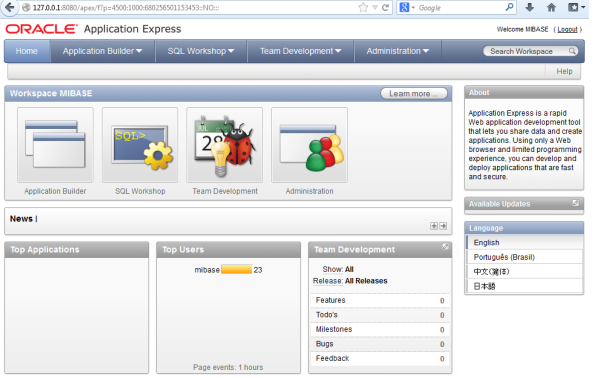 127.0.0.1:8080/apex/f?p=4500:1000:680256501153453::NO:::
Google
ORACLE Application Express
Welcome MIBASE ( Logout )
Home Application Builder SQL Workshop Team Development Administration Search Workspace
Help
Workspace MIBASE Learn more ...
SQL>
JUL
28
Application Builder SQL Workshop Team Development Administration
About
Application Express is a rapid
Web application development tool
that lets you share data and create
applications. Using only a Web
browser and limited programming
experience, you can develop and
deploy applications that are fast
and secure.
Available Updates
Language
English
Português (Brasil)
中文(簡体)
日本語
News |
Top Applications
Top Users
mibase 23
Page events: 1 hours
Team Development
Show: All
Release: All Releases
Features 0
Todo's 0
Milestones 0
Bugs 0
Feedback 0